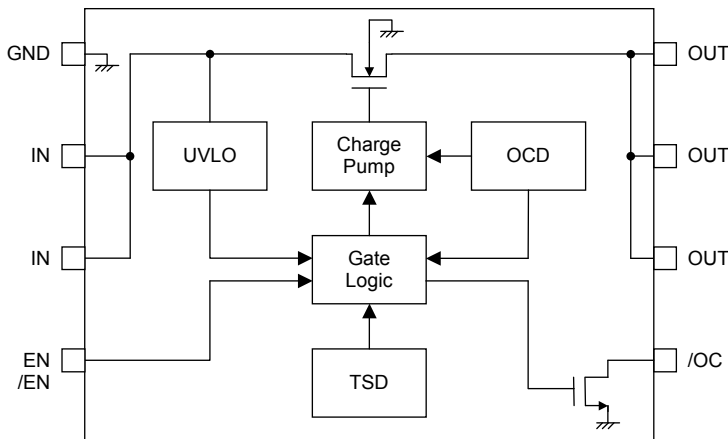 GND
OUT
IN
UVLO
Charge
Pump
OCD
OUT
IN
Gate
Logic
OUT
EN
/EN
TSD
/OC